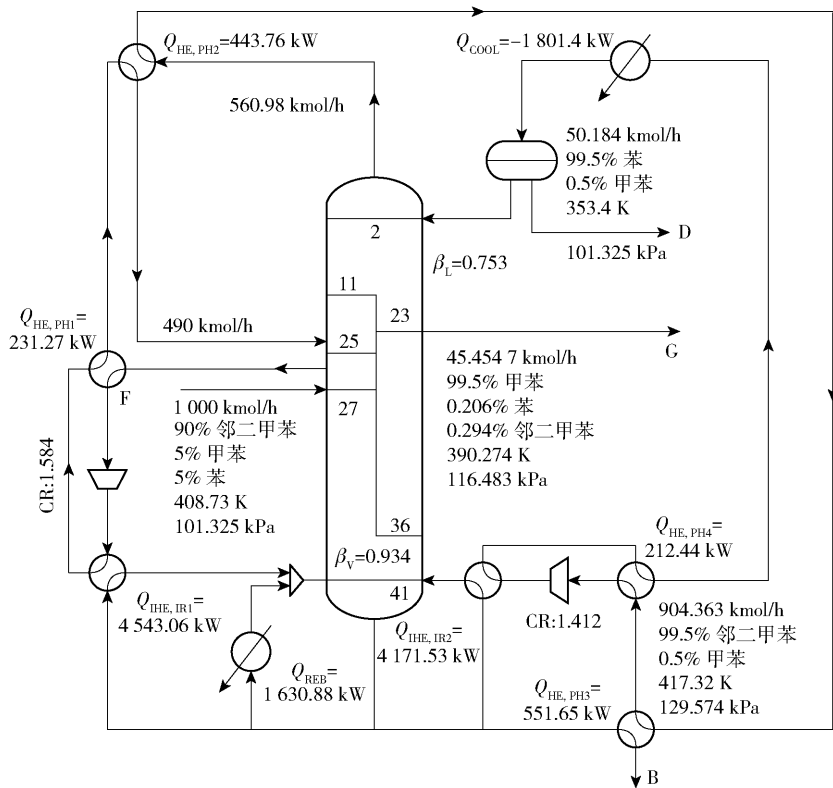 Q_HE, PH2=443.76 kW
Q_COOL=−1 801.4 kW
560.98 kmol/h
50.184 kmol/h
99.5% 苯
0.5% 甲苯
353.4 K
D
101.325 kPa
2
β_L=0.753
11
23
Q_HE, PH1=
231.27 kW
490 kmol/h
25
G
F
27
45.454 7 kmol/h
99.5% 甲苯
0.206% 苯
0.294% 邻二甲苯
390.274 K
116.483 kPa
1 000 kmol/h
90% 邻二甲苯
5% 甲苯
5% 苯
408.73 K
101.325 kPa
CR:1.584
36
β_V=0.934
41
Q_HE, PH4=
212.44 kW
Q_IHE, IR1=
4 543.06 kW
CR:1.412
Q_IHE, IR2=
4 171.53 kW
904.363 kmol/h
99.5% 邻二甲苯
0.5% 甲苯
417.32 K
129.574 kPa
Q_REB=
1 630.88 kW
Q_HE, PH3=
551.65 kW
B